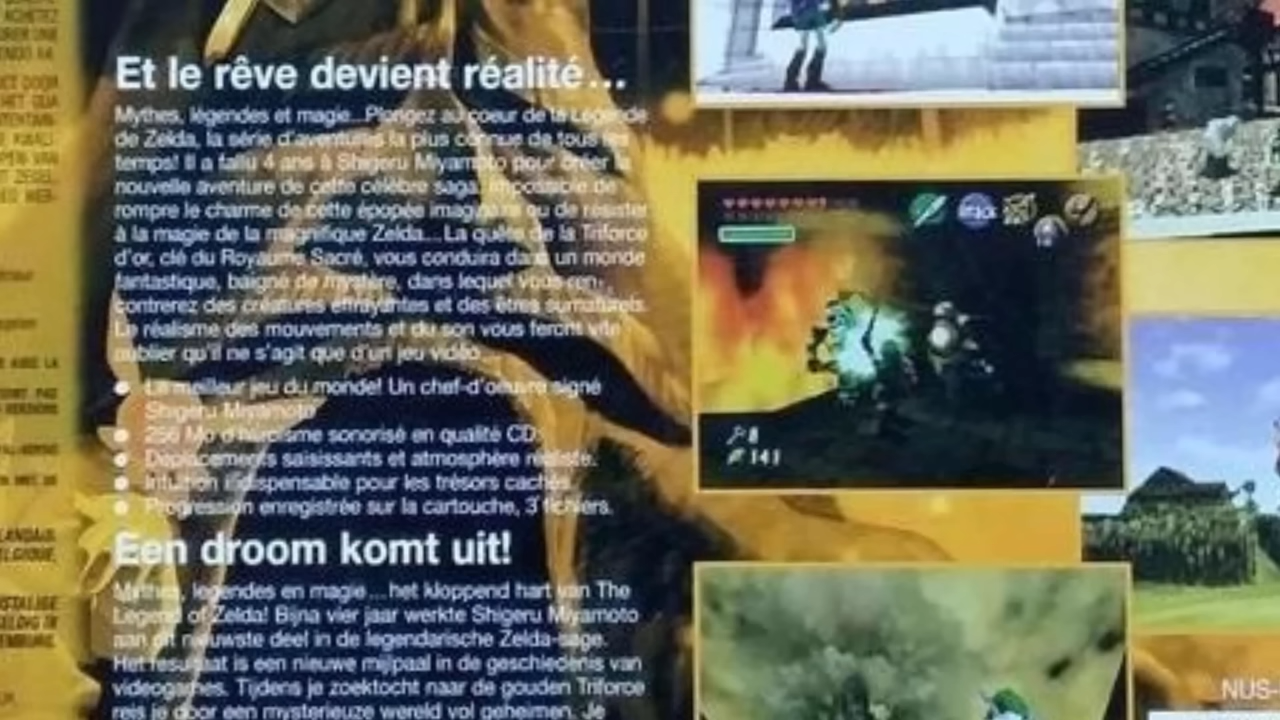 Et le rêve devient réalité...
Mythes, légendes et magie...Plongez au coeur de la Légende
de Zelda, la série d'aventures la plus connue de tous les
temps! Il a fallu 4 ans à Shigeru Miyamoto pour créer la
nouvelle aventure de cette célèbre saga. Impossible de
rompre le charme de cette épopée imaginaire ou de résister
à la magie de la magnifique Zelda...La quête de la Triforce
d'or, clé du Royaume Sacré, vous conduira dans un monde
fantastique, baigné de mystère, dans lequel vous ren-
contrerez des créatures effrayantes et des êtres surnaturels.
Le réalisme des mouvements et du son vous feront vite
oublier qu'il ne s'agit que d'un jeu vidéo...
● Le meilleur jeu du monde! Un chef-d'oeuvre signé
Shigeru Miyamoto
● 256 Mo d'héroïsme sonorisé en qualité CD.
● Déplacements saisissants et atmosphère réaliste.
● Intuition indispensable pour les trésors cachés.
● Progression enregistrée sur la cartouche, 3 fichiers.
Een droom komt uit!
Mythes, legendes en magie...het kloppend hart van The
Legend of Zelda! Bijna vier jaar werkte Shigeru Miyamoto
aan dit nieuwste deel in de legendarische Zelda-sage.
Het resultaat is een nieuwe mijlpaal in de geschiedenis van
videogames. Tijdens je zoektocht naar de gouden Triforce
reis je door een mysterieuze wereld vol geheimen. Je
8
141
NUS-